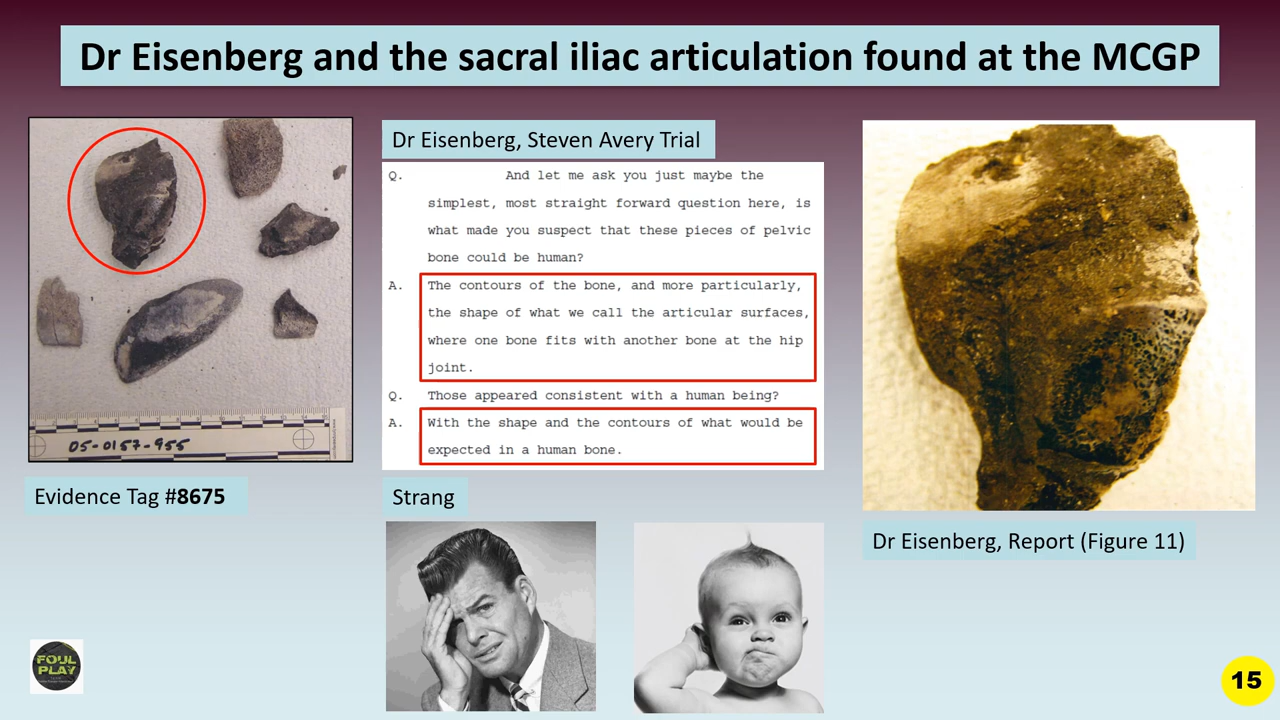 Dr Eisenberg and the sacral iliac articulation found at the MCGP
05-0157-955
Evidence Tag #8675
Dr Eisenberg, Steven Avery Trial
Q. And let me ask you just maybe the
simplest, most straight forward question here, is
what made you suspect that these pieces of pelvic
bone could be human?
A. The contours of the bone, and more particularly,
the shape of what we call the articular surfaces,
where one bone fits with another bone at the hip
joint.
Q. Those appeared consistent with a human being?
A. With the shape and the contours of what would be
expected in a human bone.
Strang
Dr Eisenberg, Report (Figure 11)
FOUL
PLAY
15